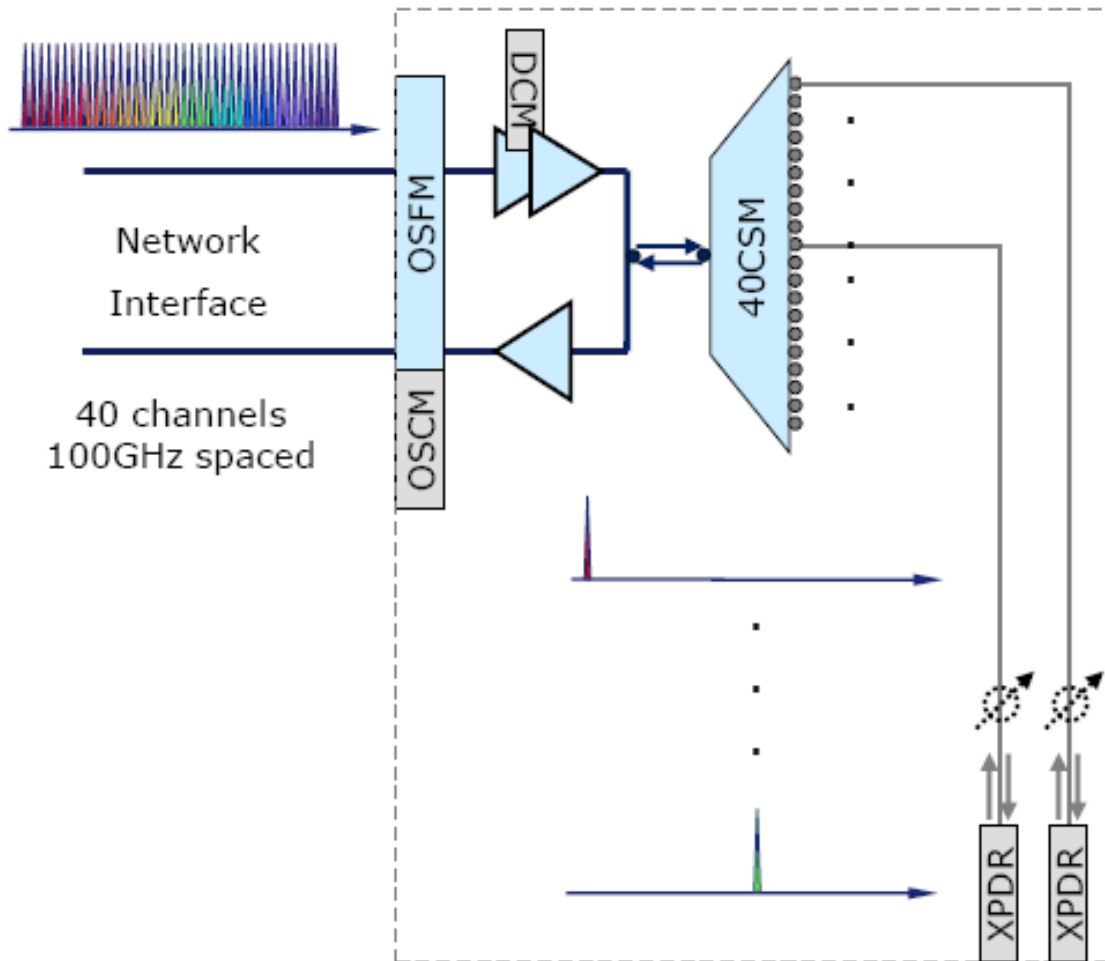 DCM
OSFM
40CSM
Network
Interface
OSCM
40 channels
100GHz spaced
XPDR
XPDR